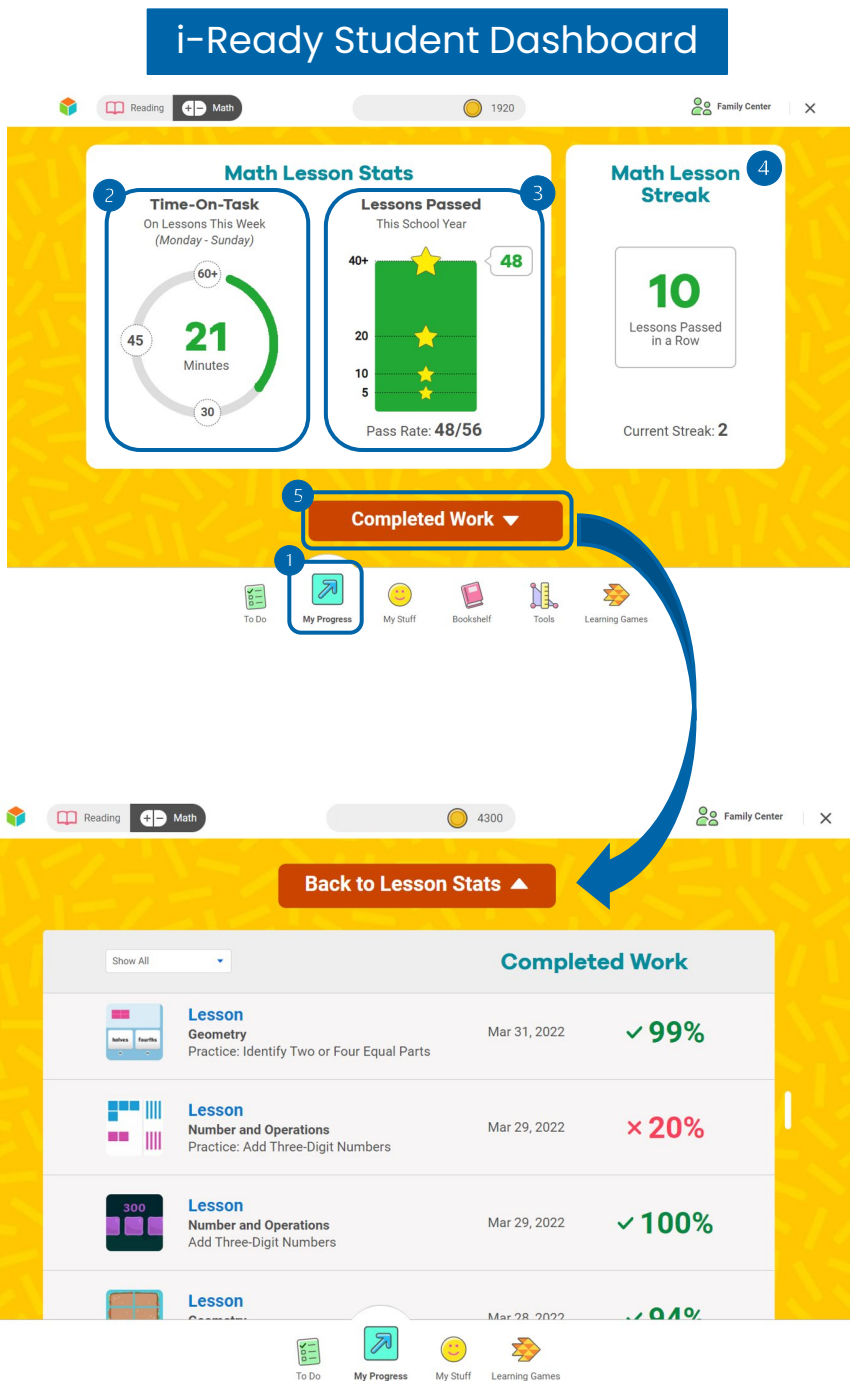 i-Ready Student Dashboard
Reading
Math
1920
Family Center
Math Lesson Stats
2
Time-On-Task
On Lessons This Week
(Monday - Sunday)
60+
45
21
Minutes
30
3
Lessons Passed
This School Year
40+
48
20
10
5
Pass Rate: 48/56
4
Math Lesson
Streak
10
Lessons Passed
in a Row
Current Streak: 2
5
Completed Work
1
To Do
My Progress
My Stuff
Bookshelf
Tools
Learning Games
Reading
Math
4300
Family Center
Back to Lesson Stats
Show All
Completed Work
halves fourths
Lesson
Geometry
Practice: Identify Two or Four Equal Parts
Mar 31, 2022
99%
Lesson
Number and Operations
Practice: Add Three-Digit Numbers
Mar 29, 2022
20%
300
Lesson
Number and Operations
Add Three-Digit Numbers
Mar 29, 2022
100%
Lesson
Geometry
Mar 28, 2022
94%
To Do
My Progress
My Stuff
Learning Games